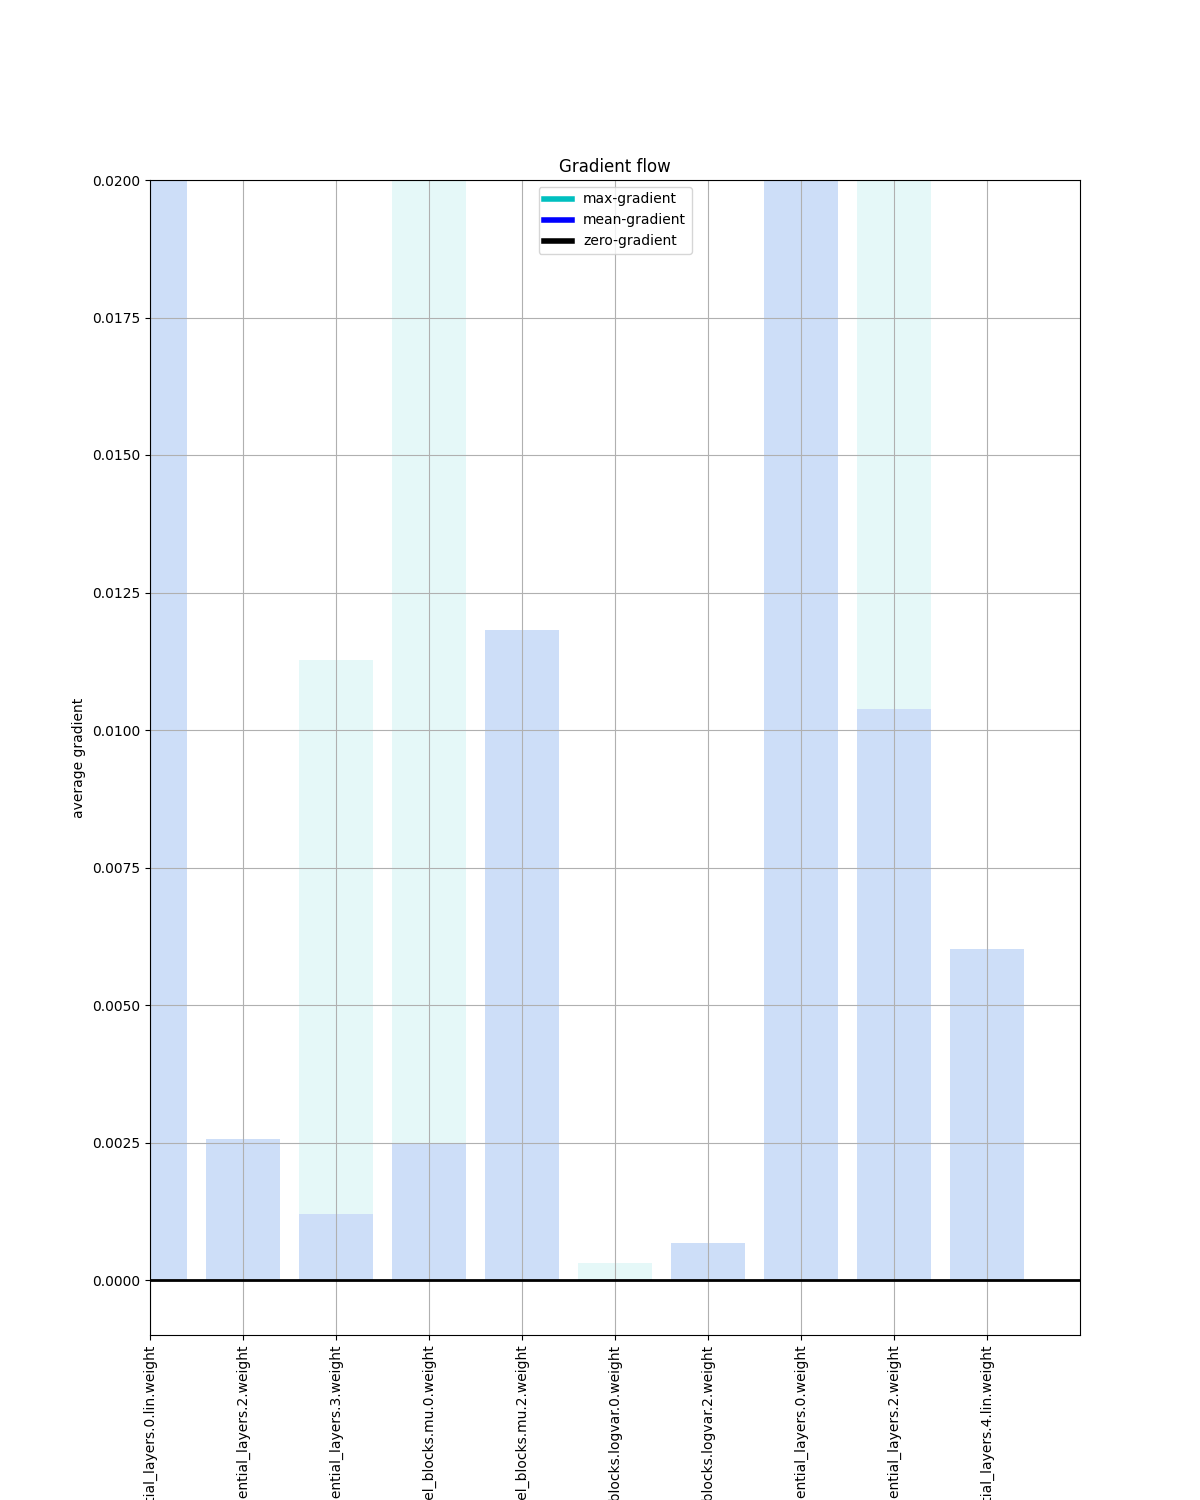 Gradient flow
max-gradient
mean-gradient
zero-gradient
0.0200
0.0175
0.0150
0.0125
0.0100
0.0075
0.0050
0.0025
0.0000
average gradient
tial_layers.0.lin.weight
ential_layers.2.weight
ential_layers.3.weight
el_blocks.mu.0.weight
el_blocks.mu.2.weight
blocks.logvar.0.weight
blocks.logvar.2.weight
ential_layers.0.weight
ential_layers.2.weight
tial_layers.4.lin.weight